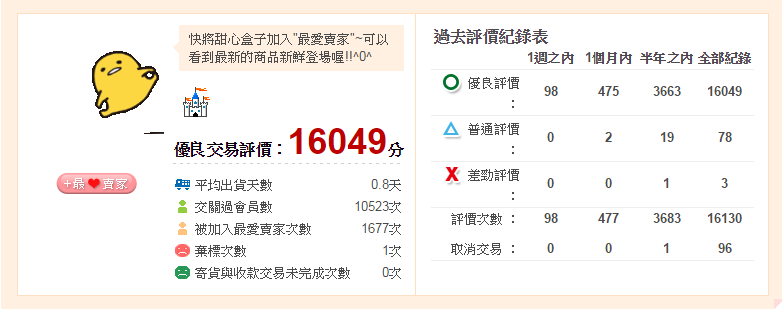 快將甜心盒子加入"最愛賣家"~可以
看到最新的商品新鮮登場喔!!^0^
優良交易評價：16049分
+最❤賣家
平均出貨天數 0.8天
交關過會員數 10523次
被加入最愛賣家次數 1677次
棄標次數 1次
寄貨與收款交易未完成次數 0次
過去評價紀錄表
1週之內 1個月內 半年之內 全部紀錄
優良評價： 98 475 3663 16049
普通評價： 0 2 19 78
差勁評價： 0 0 1 3
評價次數： 98 477 3683 16130
取消交易： 0 0 1 96